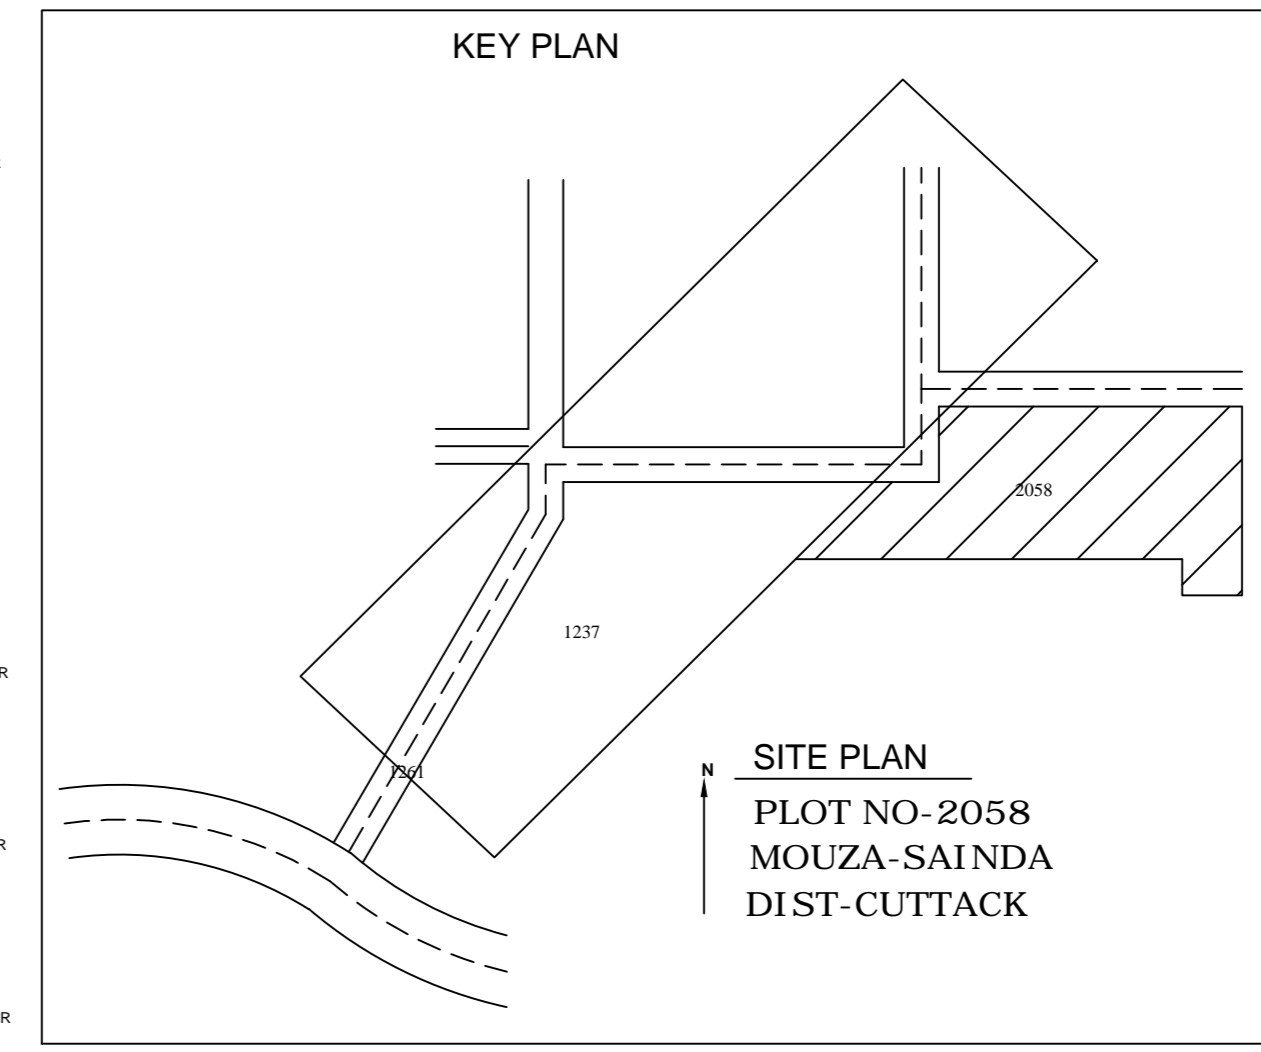 KEY PLAN
2058
1237
1261
N
SITE PLAN
PLOT NO-2058
MOUZA-SAINDA
DIST-CUTTACK
R
R
R